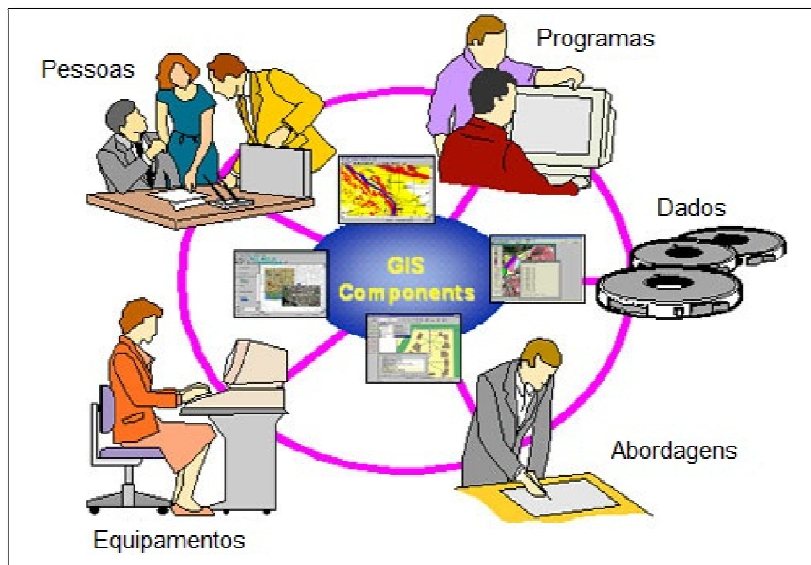 Programas
Pessoas
Dados
GIS
Components
Abordagens
Equipamentos